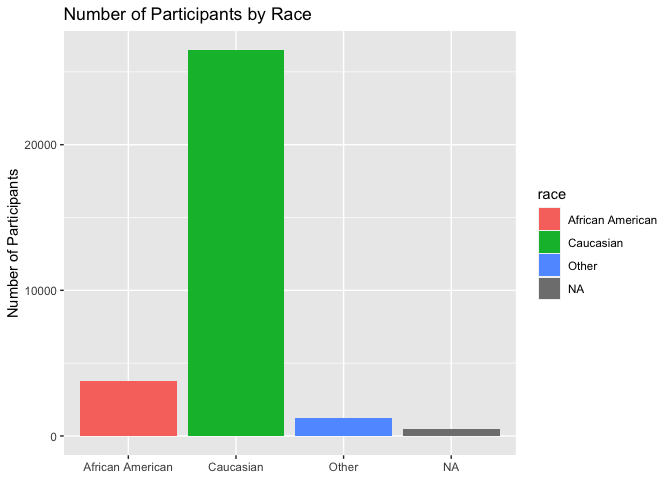 Number of Participants by Race
Number of Participants
20000
10000
0
African American
Caucasian
Other
NA
race
African American
Caucasian
Other
NA